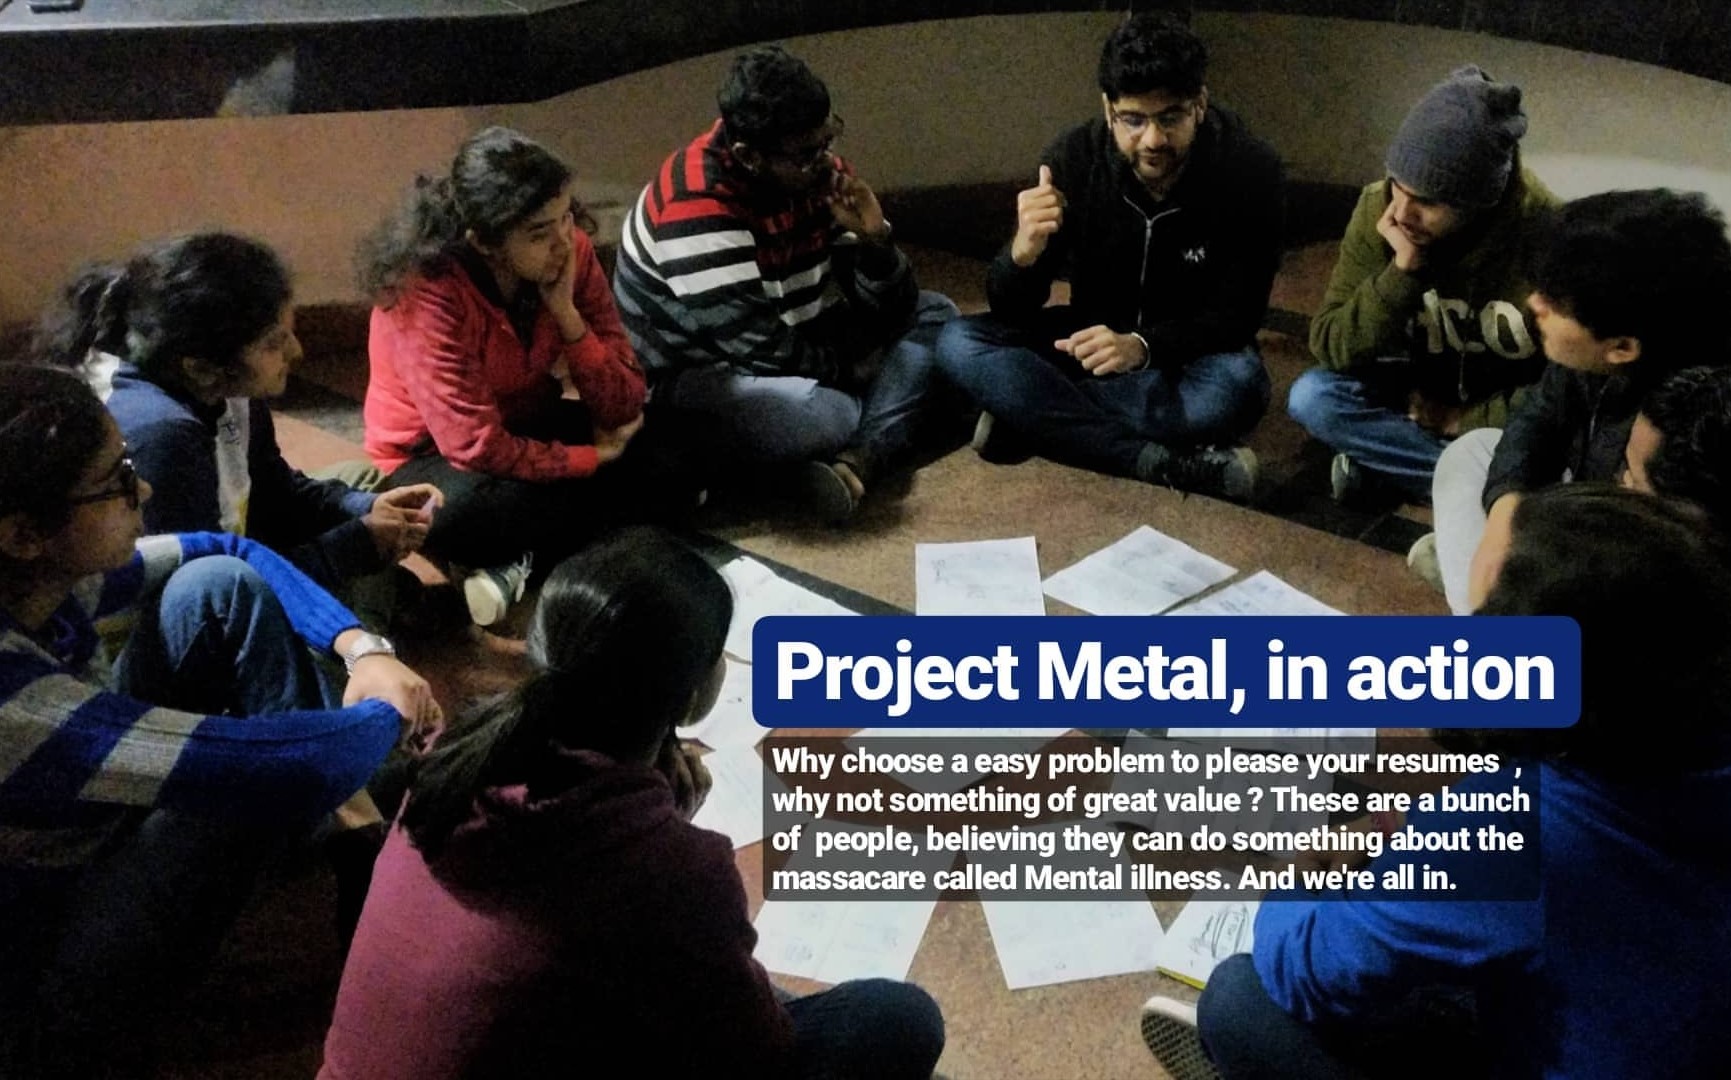 Project Metal, in action
Why choose a easy problem to please your resumes ,
why not something of great value ? These are a bunch
of people, believing they can do something about the
massacare called Mental illness. And we're all in.